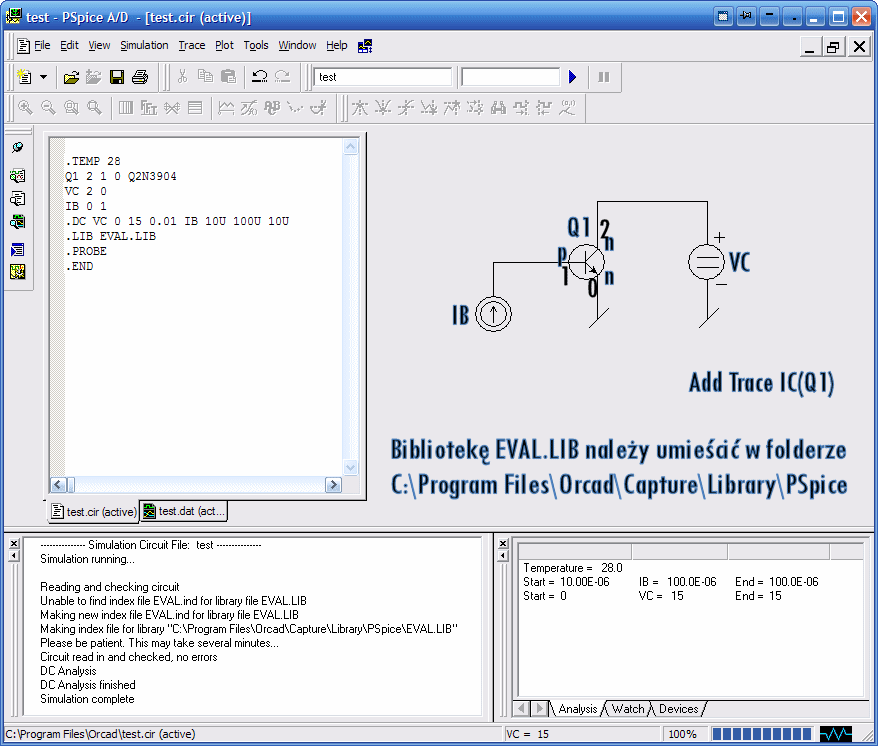 test - PSpice A/D - [test.cir (active)]
File Edit View Simulation Trace Plot Tools Window Help
test
.TEMP 28
Q1 2 1 0 Q2N3904
VC 2 0
IB 0 1
.DC VC 0 15 0.01 IB 10U 100U 10U
.LIB EVAL.LIB
.PROBE
.END
Q1 2
n
p
1
n
0
+
VC
−
IB
Add Trace IC(Q1)
Bibliotekę EVAL.LIB należy umieścić w folderze
C:\Program Files\Orcad\Capture\Library\PSpice
test.cir (active) test.dat (act...
--------------- Simulation Circuit File: test ---------------
Simulation running...
Reading and checking circuit
Unable to find index file EVAL.ind for library file EVAL.LIB
Making new index file EVAL.ind for library file EVAL.LIB
Making index file for library "C:\Program Files\Orcad\Capture\Library\PSpice\EVAL.LIB"
Please be patient. This may take several minutes...
Circuit read in and checked, no errors
DC Analysis
DC Analysis finished
Simulation complete
Temperature = 28.0
Start = 10.00E-06 IB = 100.0E-06 End = 100.0E-06
Start = 0 VC = 15 End = 15
Analysis Watch Devices
C:\Program Files\Orcad\test.cir (active) VC = 15 100%